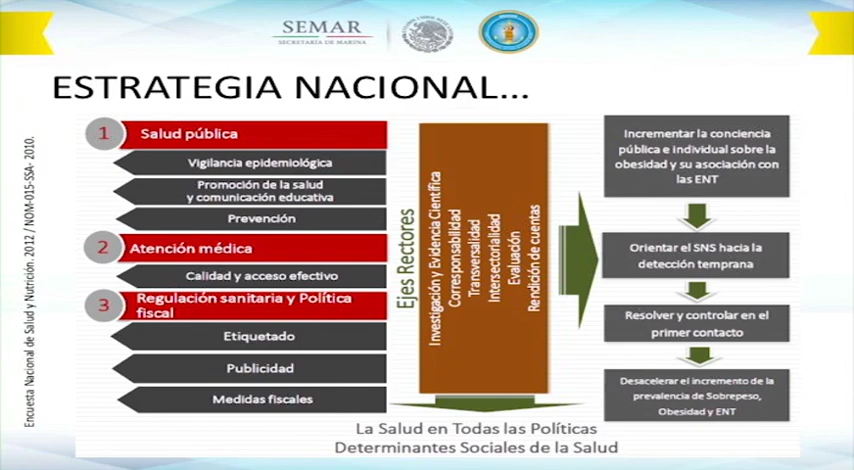 SEMAR
SECRETARÍA DE MARINA
ESTRATEGIA NACIONAL...
Encuesta Nacional de Salud y Nutrición. 2012 / NOM-015-SSA- 2010.
1
Salud pública
Vigilancia epidemiológica
Promoción de la salud
y comunicación educativa
Prevención
2
Atención médica
Calidad y acceso efectivo
3
Regulación sanitaria y Política
fiscal
Etiquetado
Publicidad
Medidas fiscales
Ejes Rectores
Investigación y Evidencia Científica
Corresponsabilidad
Transversalidad
Intersectorialidad
Evaluación
Rendición de cuentas
Incrementar la conciencia
pública e individual sobre la
obesidad y su asociación con
las ENT
Orientar el SNS hacia la
detección temprana
Resolver y controlar en el
primer contacto
Desacelerar el incremento de la
prevalencia de Sobrepeso,
Obesidad y ENT
La Salud en Todas las Políticas
Determinantes Sociales de la Salud